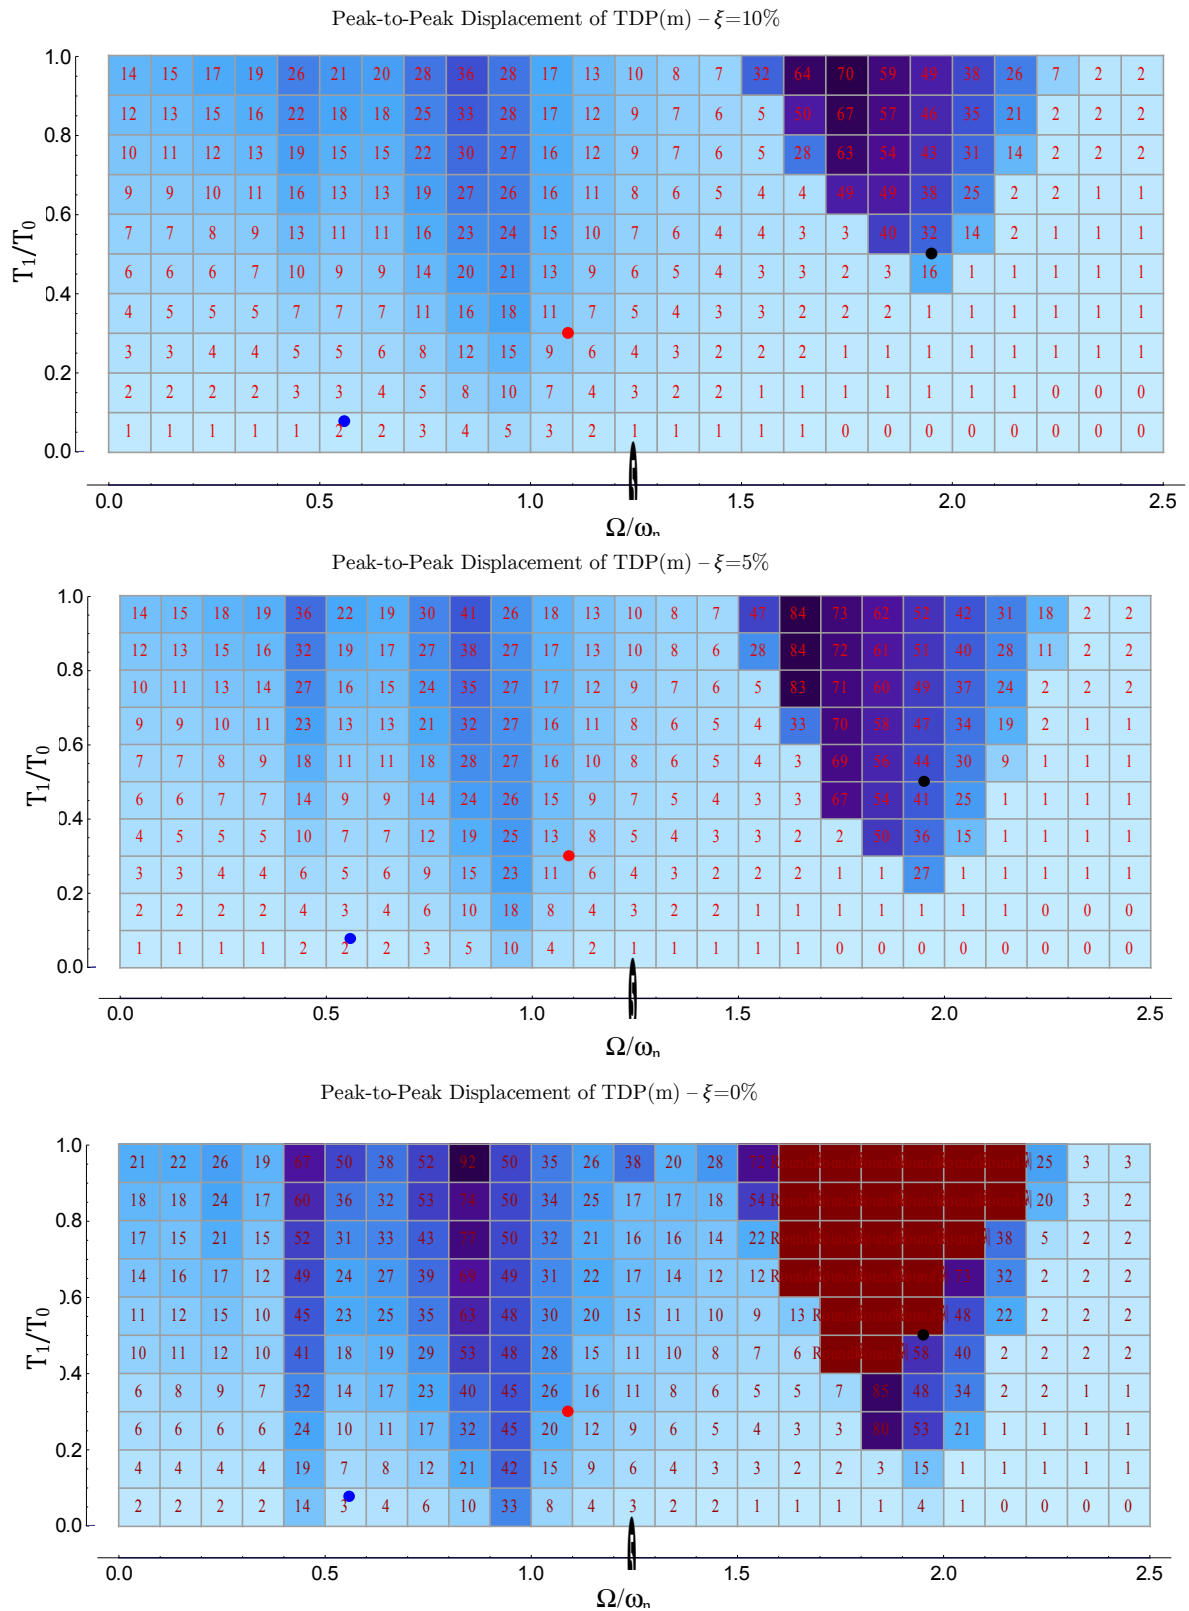 Peak-to-Peak Displacement of TDP(m) – ξ=10%
1.0
14 15 17 19 26 21 20 28 36 28 17 13 10 8 7 32 64 70 59 49 38 26 7 2 2
12 13 15 16 22 18 18 25 33 28 17 12 9 7 6 5 50 67 57 46 35 21 2 2 2
0.8
10 11 12 13 19 15 15 22 30 27 16 12 9 7 6 5 28 63 54 43 31 14 2 2 2
9 9 10 11 16 13 13 19 27 26 16 11 8 6 5 4 4 49 49 38 25 2 2 1 1
0.6
7 7 8 9 13 11 11 16 23 24 15 10 7 6 4 4 3 3 40 32 14 2 1 1 1
T1/T0
6 6 6 7 10 9 9 14 20 21 13 9 6 5 4 3 3 2 3 16 1 1 1 1 1
0.4
4 5 5 5 7 7 7 11 16 18 11 7 5 4 3 3 2 2 2 1 1 1 1 1 1
3 3 4 4 5 5 6 8 12 15 9 6 4 3 2 2 2 1 1 1 1 1 1 1 1
0.2
2 2 2 2 3 3 4 5 8 10 7 4 3 2 2 1 1 1 1 1 1 1 0 0 0
1 1 1 1 1 2 2 3 4 5 3 2 1 1 1 1 1 0 0 0 0 0 0 0 0
0.0
0.0 0.5 1.0 1.5 2.0 2.5
Ω/ωn
Peak-to-Peak Displacement of TDP(m) – ξ=5%
1.0
14 15 18 19 36 22 19 30 41 26 18 13 10 8 7 47 84 73 62 52 42 31 18 2 2
12 13 15 16 32 19 17 27 38 27 17 13 10 8 6 28 84 72 61 51 40 28 11 2 2
0.8
10 11 13 14 27 16 15 24 35 27 17 12 9 7 6 5 83 71 60 49 37 24 2 2 2
9 9 10 11 23 13 13 21 32 27 16 11 8 6 5 4 33 70 58 47 34 19 2 1 1
0.6
7 7 8 9 18 11 11 18 28 27 16 10 8 6 5 4 3 69 56 44 30 9 1 1 1
T1/T0
6 6 7 7 14 9 9 14 24 26 15 9 7 5 4 3 3 67 54 41 25 1 1 1 1
0.4
4 5 5 5 10 7 7 12 19 25 13 8 5 4 3 3 2 2 50 36 15 1 1 1 1
3 3 4 4 6 5 6 9 15 23 11 6 4 3 2 2 2 1 1 27 1 1 1 1 1
0.2
2 2 2 2 4 3 4 6 10 18 8 4 3 2 2 1 1 1 1 1 1 1 0 0 0
1 1 1 1 2 2 2 3 5 10 4 2 1 1 1 1 1 0 0 0 0 0 0 0 0
0.0
0.0 0.5 1.0 1.5 2.0 2.5
Ω/ωn
Peak-to-Peak Displacement of TDP(m) – ξ=0%
1.0
21 22 26 19 67 50 38 52 92 50 35 26 38 20 28 25 3 3
18 18 24 17 60 36 32 53 74 50 34 25 17 17 18 54 20 3 2
0.8
17 15 21 15 52 31 33 43 77 50 32 21 16 16 14 22 38 5 2 2
14 16 17 12 49 24 27 39 69 49 31 22 17 14 12 12 73 32 2 2 2
0.6
11 12 15 10 45 23 25 35 63 48 30 20 15 11 10 9 13 48 22 2 2 2
T1/T0
10 11 12 10 41 18 19 29 53 48 28 15 11 10 8 7 6 58 40 2 2 2 2
0.4
6 8 9 7 32 14 17 23 40 45 26 16 11 8 6 5 5 7 85 48 34 2 2 1 1
6 6 6 6 24 10 11 17 32 45 20 12 9 6 5 4 3 3 80 53 21 1 1 1 1
0.2
4 4 4 4 19 7 8 12 21 42 15 9 6 4 3 3 2 2 3 15 1 1 1 1 1
2 2 2 2 14 3 4 6 10 33 8 4 3 2 2 1 1 1 1 4 1 0 0 0 0
0.0
0.0 0.5 1.0 1.5 2.0 2.5
Ω/ωn